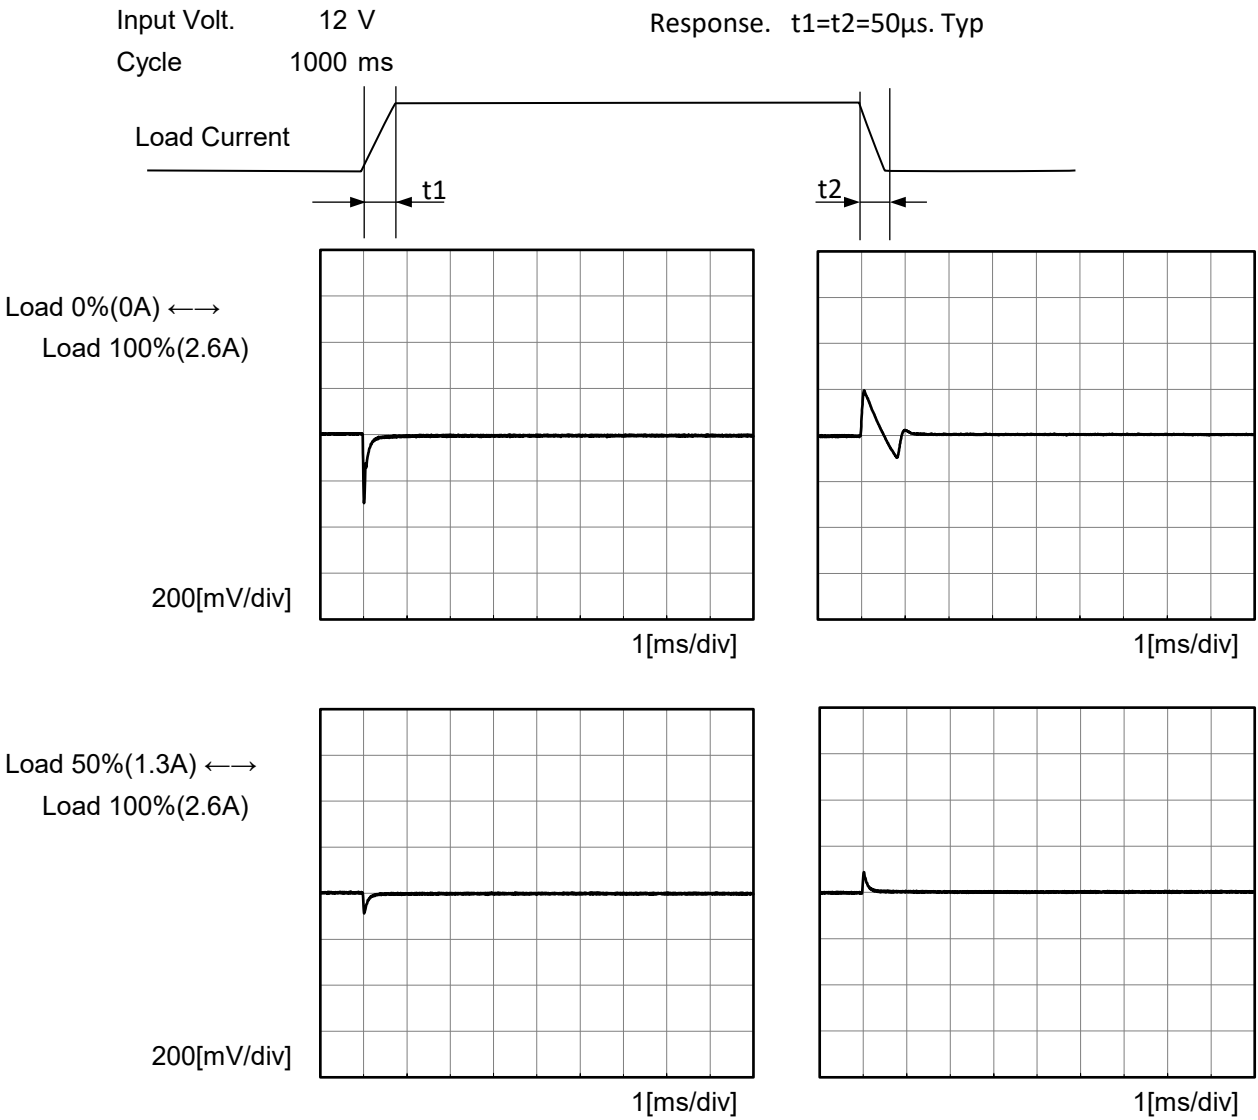 Input Volt. 12 V
Response. t1=t2=50μs. Typ
Cycle 1000 ms
Load Current
t1
t2
Load 0%(0A) ←→
Load 100%(2.6A)
200[mV/div]
1[ms/div]
1[ms/div]
Load 50%(1.3A) ←→
Load 100%(2.6A)
200[mV/div]
1[ms/div]
1[ms/div]